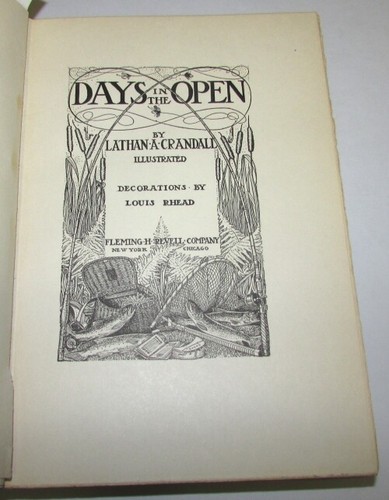 DAYS IN THE OPEN
BY
LATHAN·A·CRANDALL
ILLUSTRATED
DECORATIONS·BY
LOUIS RHEAD
FLEMING·H·REVELL·COMPANY
NEW YORK CHICAGO